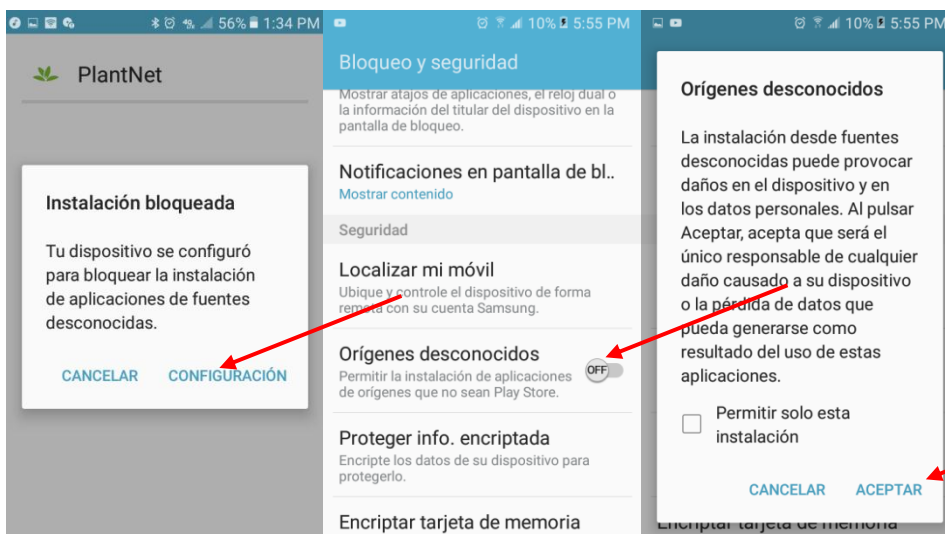 56% 1:34 PM
PlantNet
Instalación bloqueada
Tu dispositivo se configuró
para bloquear la instalación
de aplicaciones de fuentes
desconocidas.
CANCELAR CONFIGURACIÓN
10% 5:55 PM
Bloqueo y seguridad
Mostrar atajos de aplicaciones, el reloj dual o
la información del titular del dispositivo en la
pantalla de bloqueo.
Notificaciones en pantalla de bl..
Mostrar contenido
Seguridad
Localizar mi móvil
Ubique y controle el dispositivo de forma
remota con su cuenta Samsung.
Orígenes desconocidos
Permitir la instalación de aplicaciones
de orígenes que no sean Play Store.
OFF
Proteger info. encriptada
Encripte los datos de su dispositivo para
protegerlo.
Encriptar tarjeta de memoria
10% 5:55 PM
Orígenes desconocidos
La instalación desde fuentes
desconocidas puede provocar
daños en el dispositivo y en
los datos personales. Al pulsar
Aceptar, acepta que será el
único responsable de cualquier
daño causado a su dispositivo
o la pérdida de datos que
pueda generarse como
resultado del uso de estas
aplicaciones.
Permitir solo esta
instalación
CANCELAR ACEPTAR
Encriptar tarjeta de memoria